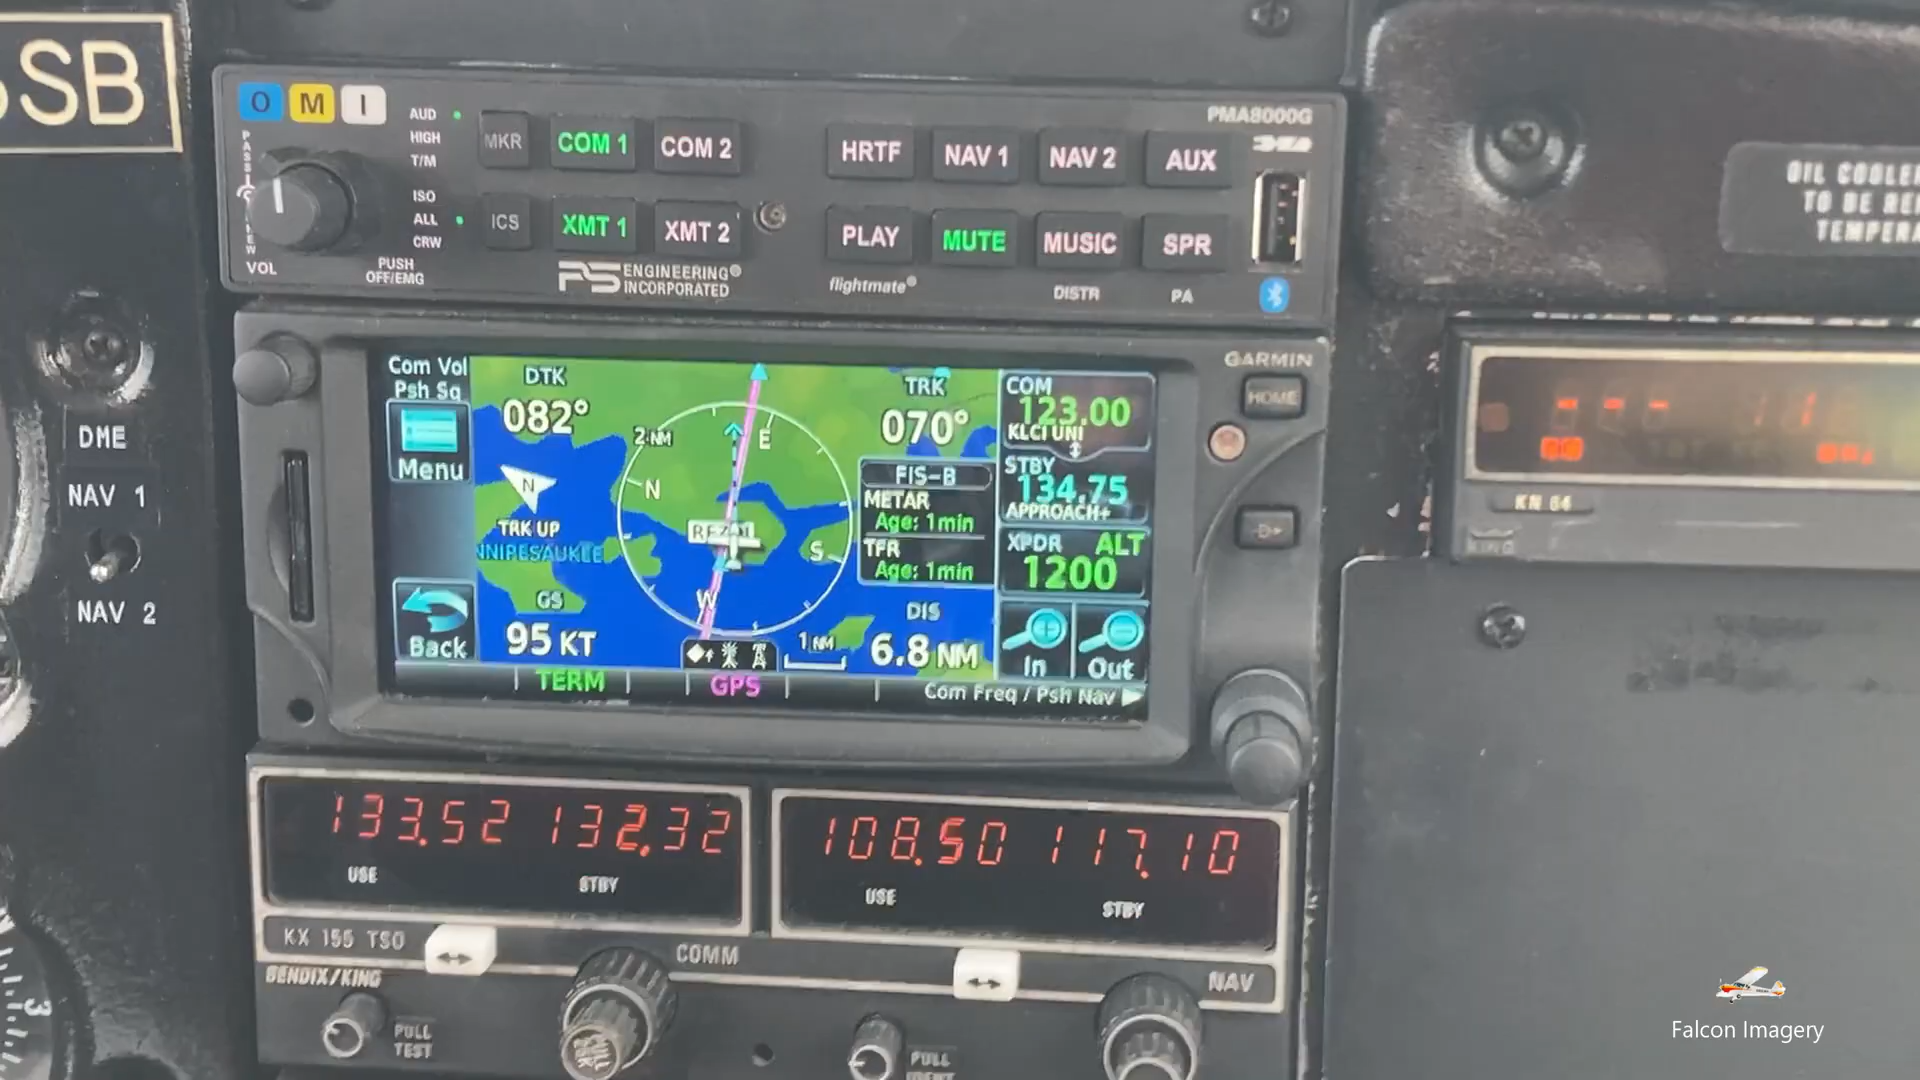 SB
O M I
PMA8000G
VOL
PUSH
OFF/EMG
AUD
HIGH
T/M
ISO
ALL
CRW
MKR COM 1 COM 2 HRTF NAV 1 NAV 2 AUX
ICS XMT 1 XMT 2 PLAY MUTE MUSIC SPR
PS ENGINEERING®
INCORPORATED
flightmate®
DISTR
PA
OIL COOLER
TO BE
TEMPERA
DME
NAV 1
NAV 2
GARMIN
HOME
Com Vol
Psh Sq
Menu
Back
DTK
082°
TRK
070°
2 NM
N
E
S
W
N
TRK UP
GS
95 KT
FIS-B
METAR
Age: 1min
TFR
Age: 1min
DIS
6.8 NM
1 NM
COM
123.00
KLCI UNI
STBY
134.75
APPROACH+
XPDR ALT
1200
In
Out
TERM
GPS
Com Freq / Psh Nav
KN 64
KING
133.52 132.32
USE
STBY
108.50 117.10
USE
STBY
KX 155 TSO
COMM
NAV
BENDIX/KING
PULL
TEST
PULL
IDENT
3
Falcon Imagery